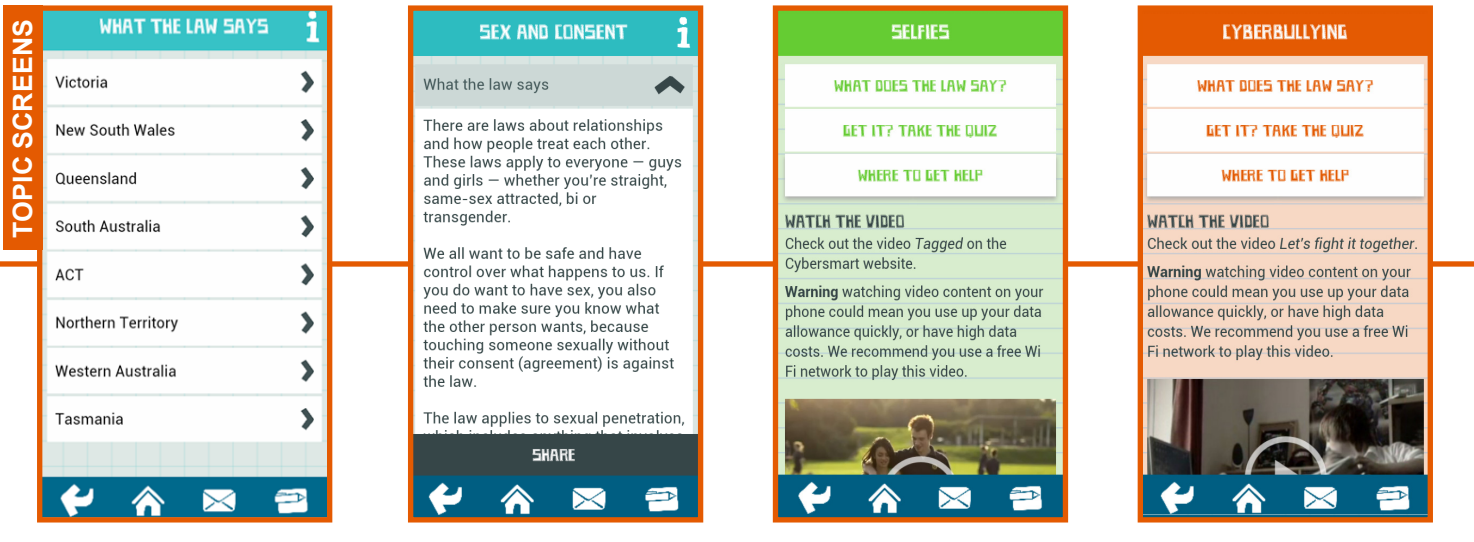 TOPIC SCREENS
WHAT THE LAW SAYS
i
Victoria
New South Wales
Queensland
South Australia
ACT
Northern Territory
Western Australia
Tasmania
SEX AND CONSENT
i
What the law says
There are laws about relationships
and how people treat each other.
These laws apply to everyone — guys
and girls — whether you're straight,
same-sex attracted, bi or
transgender.
We all want to be safe and have
control over what happens to us. If
you do want to have sex, you also
need to make sure you know what
the other person wants, because
touching someone sexually without
their consent (agreement) is against
the law.
The law applies to sexual penetration,
which includes anything that involves
SHARE
SELFIES
WHAT DOES THE LAW SAY?
GET IT? TAKE THE QUIZ
WHERE TO GET HELP
WATCH THE VIDEO
Check out the video Tagged on the
Cybersmart website.
Warning watching video content on your
phone could mean you use up your data
allowance quickly, or have high data
costs. We recommend you use a free Wi
Fi network to play this video.
CYBERBULLYING
WHAT DOES THE LAW SAY?
GET IT? TAKE THE QUIZ
WHERE TO GET HELP
WATCH THE VIDEO
Check out the video Let's fight it together.
Warning watching video content on your
phone could mean you use up your data
allowance quickly, or have high data
costs. We recommend you use a free Wi
Fi network to play this video.